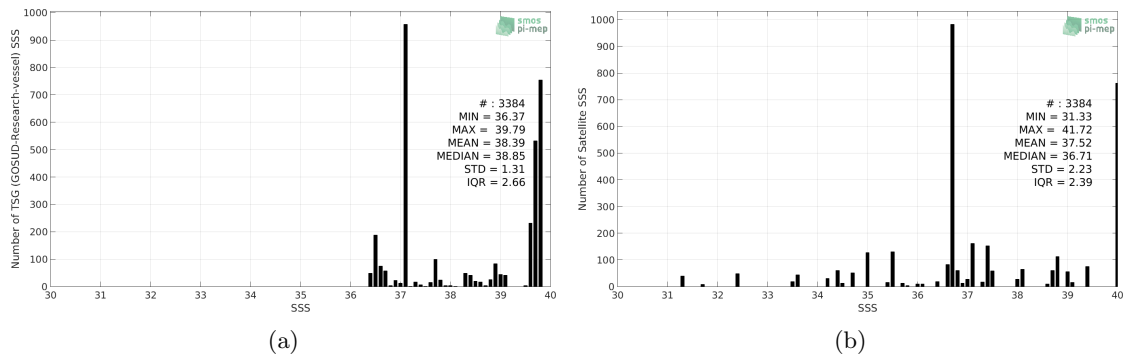 Number of TSG (GOSUD-Research-vessel) SSS
1000
900
800
700
600
500
400
300
200
100
0
30 31 32 33 34 35 36 37 38 39 40
SSS
smos
pi-mep
# : 3384
MIN = 36.37
MAX = 39.79
MEAN = 38.39
MEDIAN = 38.85
STD = 1.31
IQR = 2.66
(a)
Number of Satellite SSS
1000
900
800
700
600
500
400
300
200
100
0
30 31 32 33 34 35 36 37 38 39 40
SSS
smos
pi-mep
# : 3384
MIN = 31.33
MAX = 41.72
MEAN = 37.52
MEDIAN = 36.71
STD = 2.23
IQR = 2.39
(b)